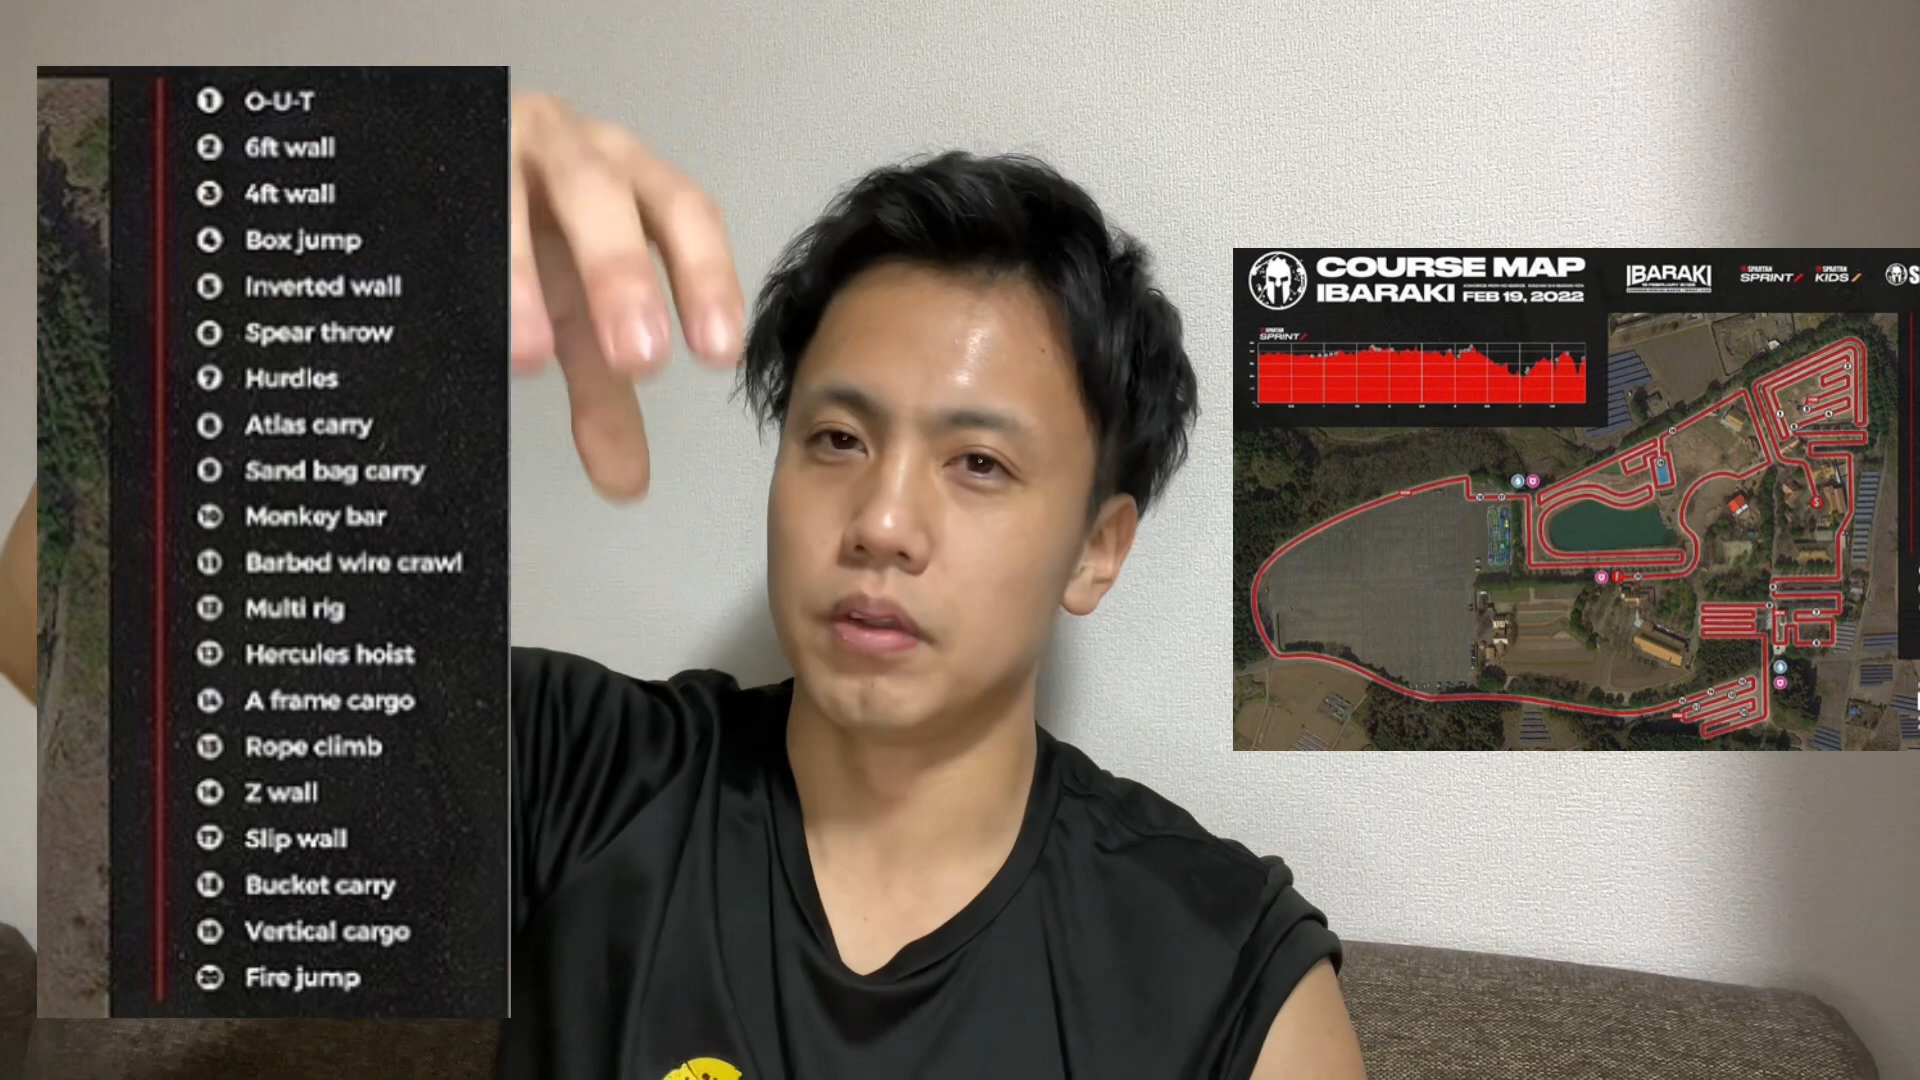 1 O-U-T
2 6ft wall
3 4ft wall
4 Box jump
5 Inverted wall
6 Spear throw
7 Hurdles
8 Atlas carry
9 Sand bag carry
10 Monkey bar
11 Barbed wire crawl
12 Multi rig
13 Hercules hoist
14 A frame cargo
15 Rope climb
16 Z wall
17 Slip wall
18 Bucket carry
19 Vertical cargo
20 Fire jump
COURSE MAP
IBARAKI FEB 19, 2022
IBARAKI
SPARTAN
SPRINT
SPARTAN
KIDS
SPARTAN
SPRINT